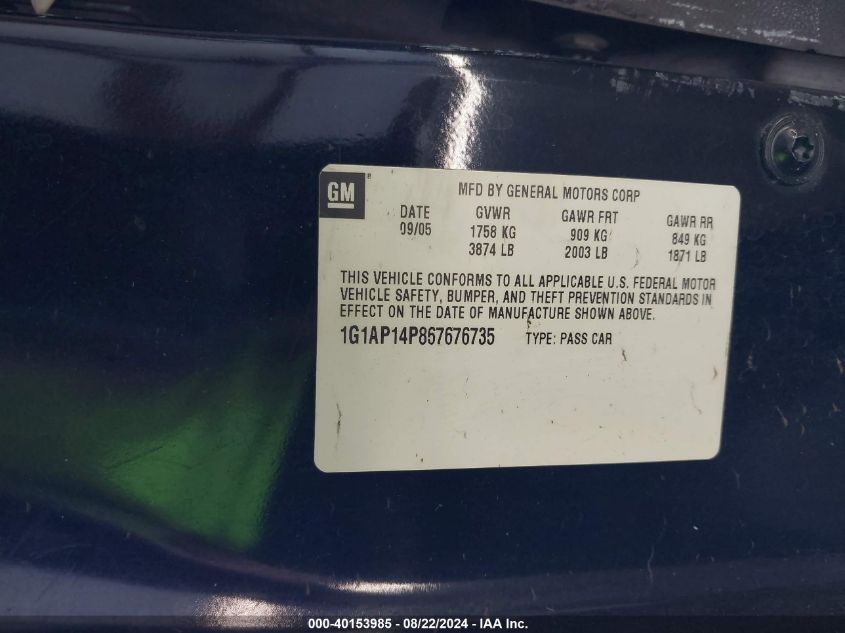 GM ®
MFD BY GENERAL MOTORS CORP
DATE GVWR GAWR FRT GAWR RR
09/05 1758 KG 909 KG 849 KG
3874 LB 2003 LB 1871 LB
THIS VEHICLE CONFORMS TO ALL APPLICABLE U.S. FEDERAL MOTOR
VEHICLE SAFETY, BUMPER, AND THEFT PREVENTION STANDARDS IN
EFFECT ON THE DATE OF MANUFACTURE SHOWN ABOVE.
1G1AP14P857676735 TYPE: PASS CAR
000-40153985 - 08/22/2024 - IAA Inc.